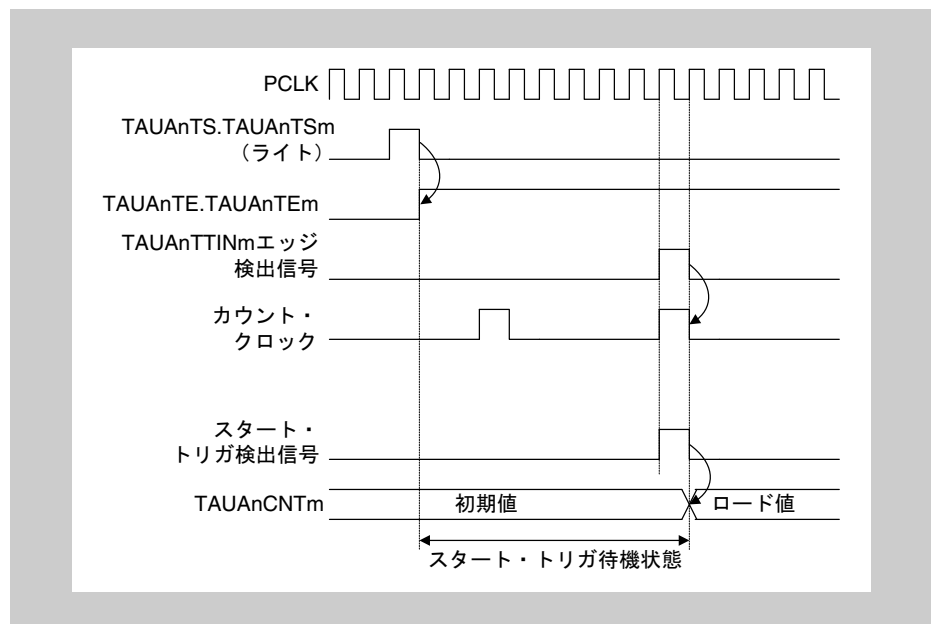 PCLK
TAUAnTS.TAUAnTSm
（ライト）
TAUAnTE.TAUAnTEm
TAUAnTTINmエッジ
検出信号
カウント・
クロック
スタート・
トリガ検出信号
TAUAnCNTm
初期値
ロード値
スタート・トリガ待機状態